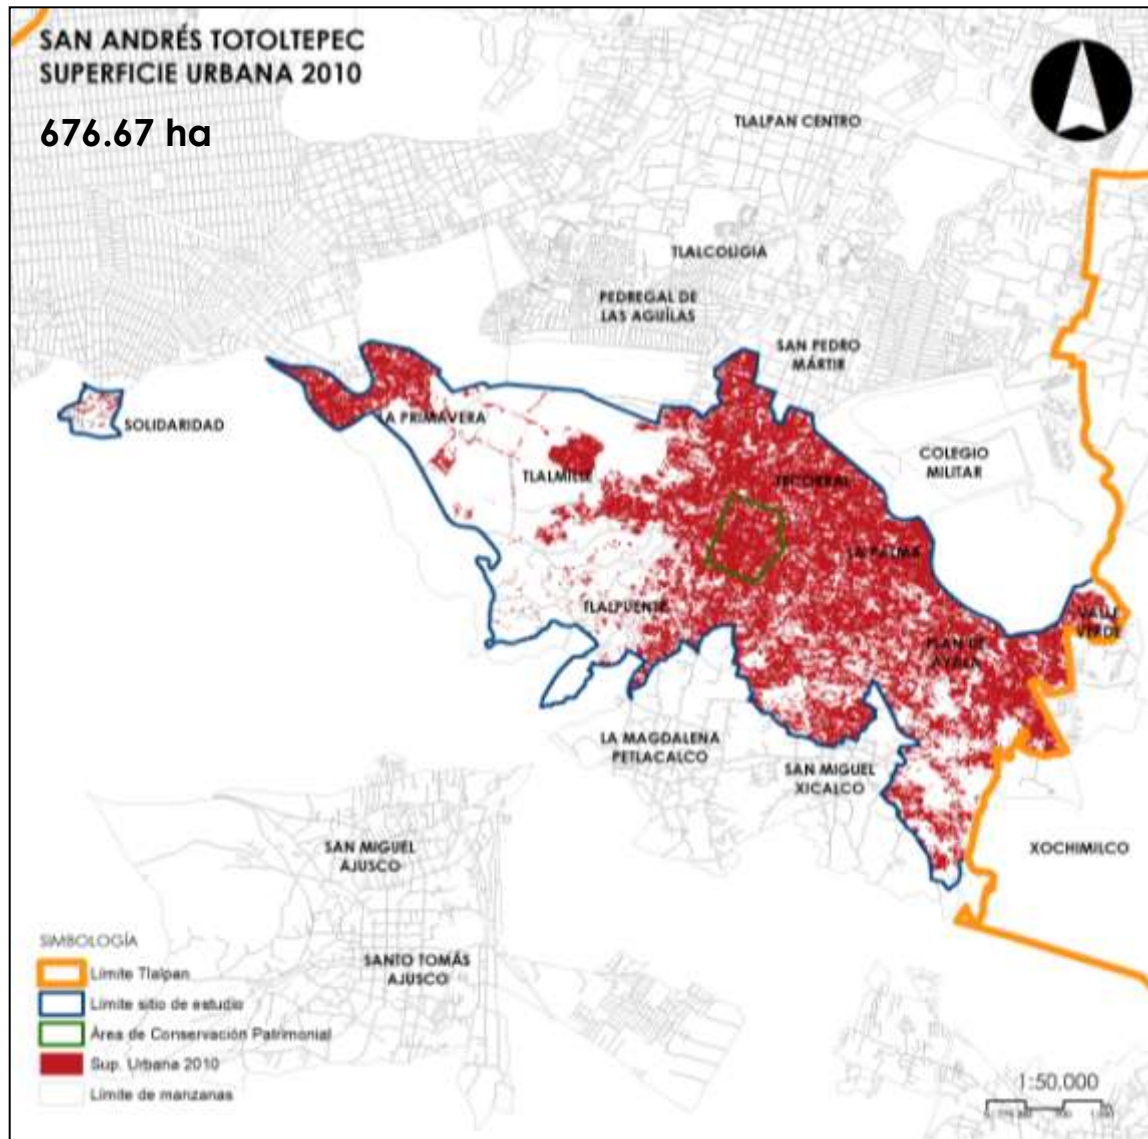 SAN ANDRÉS TOTOLTEPEC
SUPERFICIE URBANA 2010
676.67 ha
TLALPAN CENTRO
TLALCOLIGIA
PEDREGAL DE
LAS AGUÍLAS
SAN PEDRO
MÁRTIR
SOLIDARIDAD
LA PRIMAVERA
COLEGIO
MILITAR
TLALMILLE
TECORRAL
LA PALMA
TLALPUENTE
VALLE
VERDE
PLAN DE
AYALA
LA MAGDALENA
PETLACALCO
SAN MIGUEL
XICALCO
SAN MIGUEL
AJUSCO
XOCHIMILCO
SANTO TOMÁS
AJUSCO
SIMBOLOGÍA
Límite Tlalpan
Límite sitio de estudio
Área de Conservación Patrimonial
Sup. Urbana 2010
Límite de manzanas
1:50,000